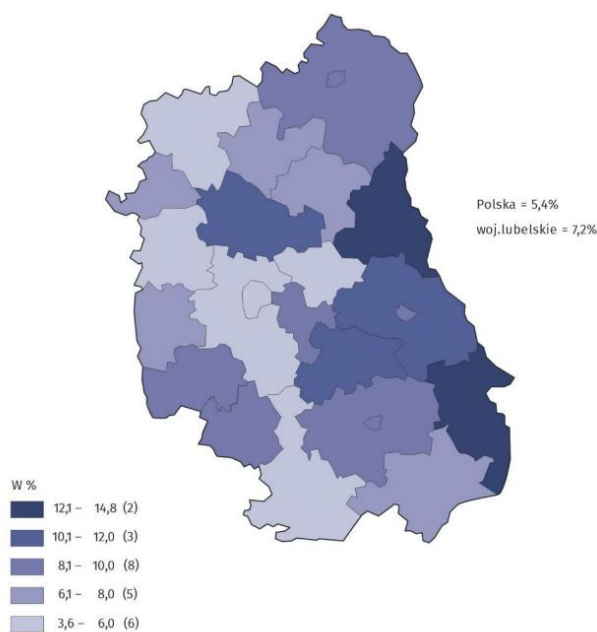 Polska = 5,4%
woj.lubelskie = 7,2%
W %
12,1 – 14,8 (2)
10,1 – 12,0 (3)
8,1 – 10,0 (8)
6,1 – 8,0 (5)
3,6 – 6,0 (6)